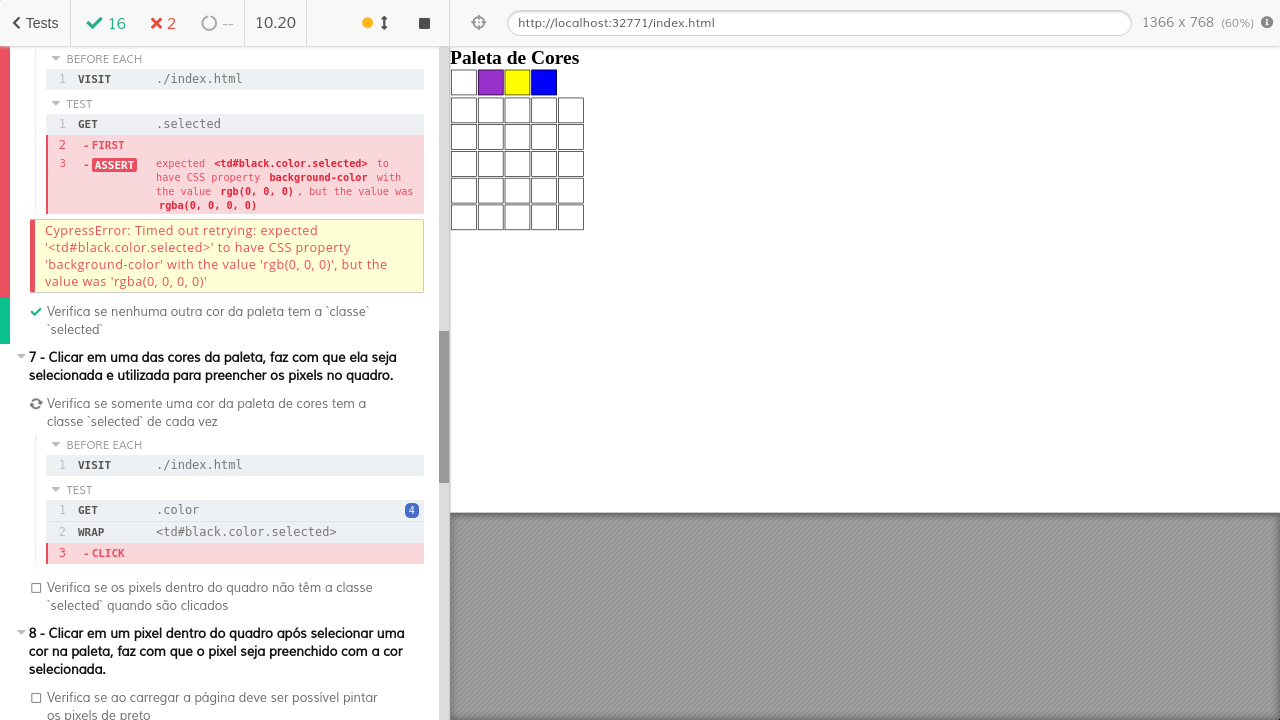 Tests
16
2
--
10.20
http://localhost:32771/index.html
1366 x 768 (60%)
BEFORE EACH
1 VISIT ./index.html
TEST
1 GET .selected
2 - FIRST
3 - ASSERT expected <td#black.color.selected> to
have CSS property background-color with
the value rgb(0, 0, 0), but the value was
rgba(0, 0, 0, 0)
CypressError: Timed out retrying: expected
'<td#black.color.selected>' to have CSS property
'background-color' with the value 'rgb(0, 0, 0)', but the
value was 'rgba(0, 0, 0, 0)'
Verifica se nenhuma outra cor da paleta tem a `classe`
`selected`
7 - Clicar em uma das cores da paleta, faz com que ela seja
selecionada e utilizada para preencher os pixels no quadro.
Verifica se somente uma cor da paleta de cores tem a
classe `selected` de cada vez
BEFORE EACH
1 VISIT ./index.html
TEST
1 GET .color 4
2 WRAP <td#black.color.selected>
3 - CLICK
Verifica se os pixels dentro do quadro não têm a classe
`selected` quando são clicados
8 - Clicar em um pixel dentro do quadro após selecionar uma
cor na paleta, faz com que o pixel seja preenchido com a cor
selecionada.
Verifica se ao carregar a página deve ser possível pintar
os pixels de preto
Paleta de Cores